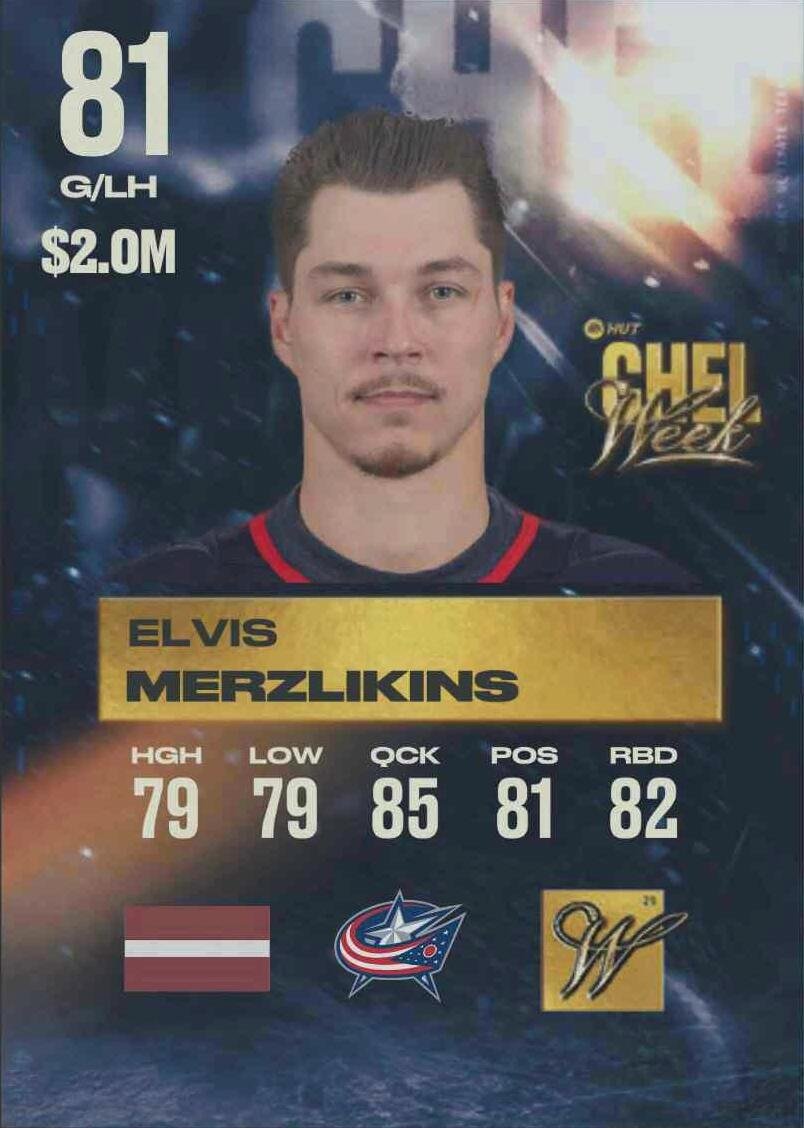 81
G/LH
$2.0M
HUT
CHEL
Week
ELVIS
MERZLIKINS
HGH LOW QCK POS RBD
79 79 85 81 82
W